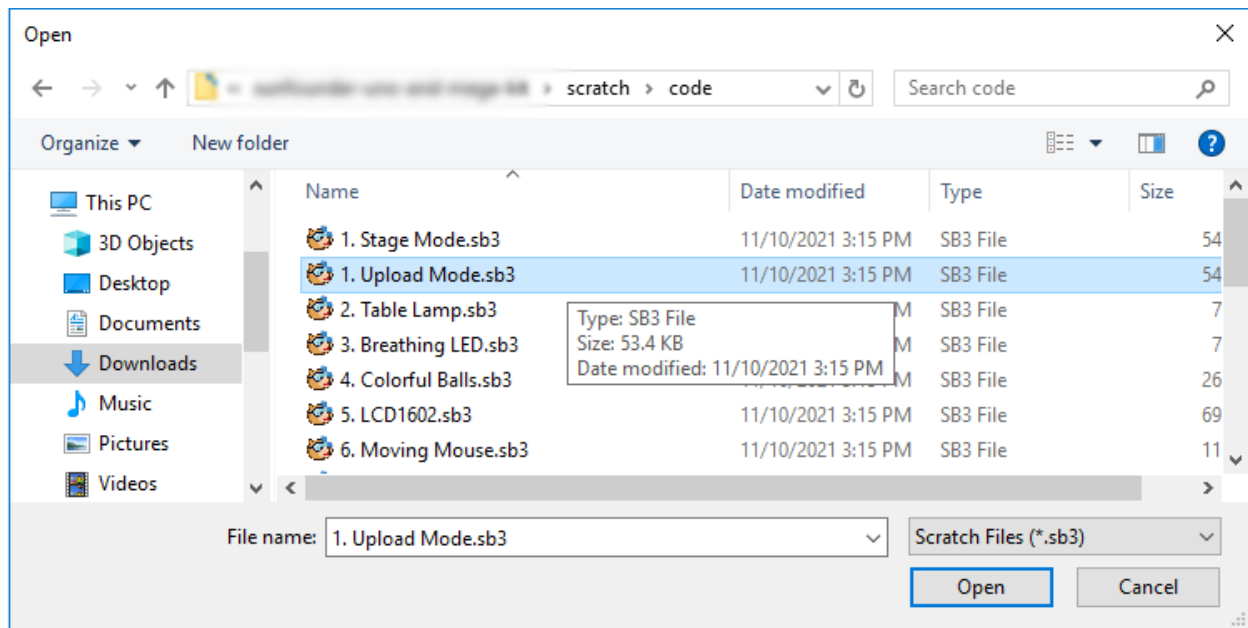 Open
scratch > code
Search code
Organize
New folder
Name
Date modified
Type
Size
This PC
3D Objects
Desktop
Documents
Downloads
Music
Pictures
Videos
1. Stage Mode.sb3 11/10/2021 3:15 PM SB3 File 54
1. Upload Mode.sb3 11/10/2021 3:15 PM SB3 File 54
2. Table Lamp.sb3 M SB3 File 7
3. Breathing LED.sb3 M SB3 File 7
4. Colorful Balls.sb3 M SB3 File 26
5. LCD1602.sb3 11/10/2021 3:15 PM SB3 File 69
6. Moving Mouse.sb3 11/10/2021 3:15 PM SB3 File 11
Type: SB3 File
Size: 53.4 KB
Date modified: 11/10/2021 3:15 PM
File name: 1. Upload Mode.sb3
Scratch Files (*.sb3)
Open
Cancel